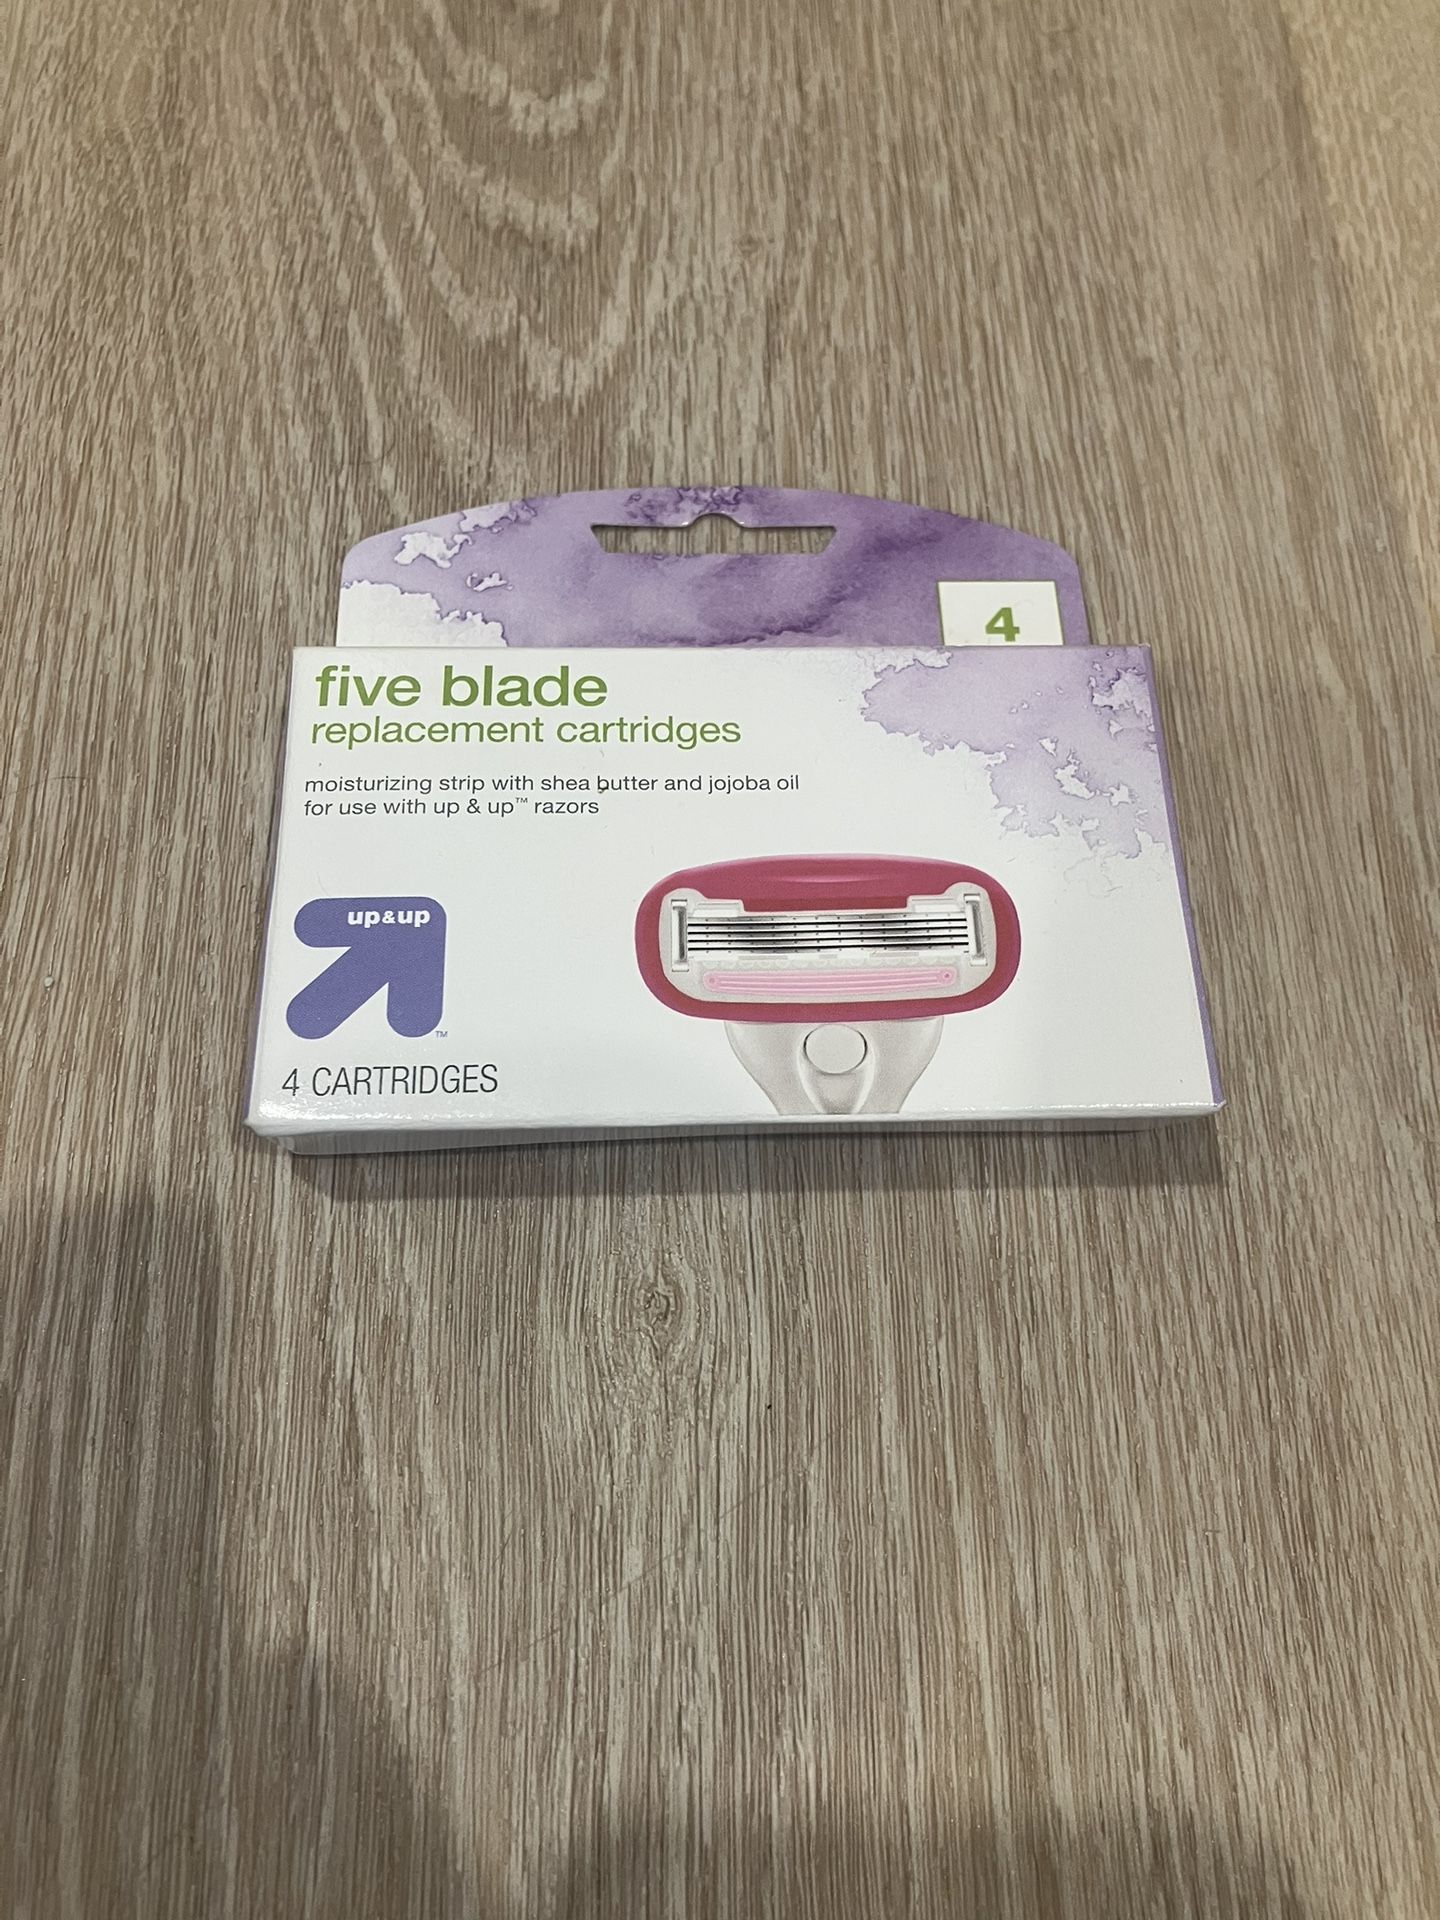 4
five blade
replacement cartridges
moisturizing strip with shea butter and jojoba oil
for use with up & up™ razors
up&up™
4 CARTRIDGES